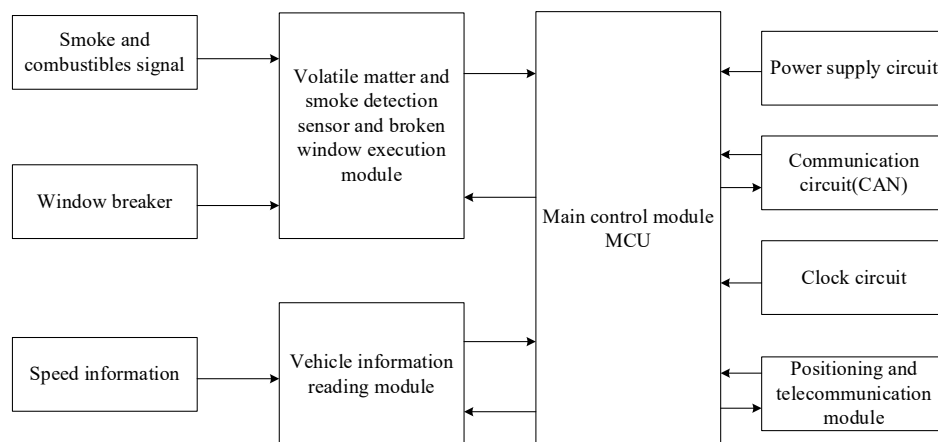 Smoke and
combustibles signal
Volatile matter and
smoke detection
sensor and broken
window execution
module
Window breaker
Speed information
Vehicle information
reading module
Main control module
MCU
Power supply circuit
Communication
circuit(CAN)
Clock circuit
Positioning and
telecommunication
module